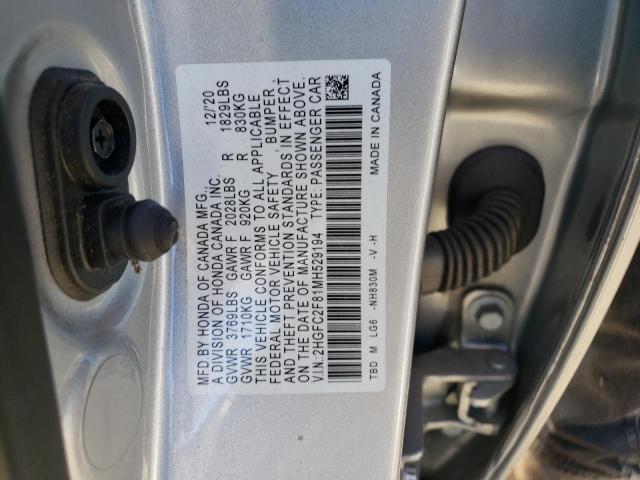 MFD BY HONDA OF CANADA MFG., 12/'20
A DIVISION OF HONDA CANADA INC.
GVWR 3769LBS GAWR F 2028LBS R 1829LBS
GVWR 1710KG GAWR F 920KG R 830KG
THIS VEHICLE CONFORMS TO ALL APPLICABLE
FEDERAL MOTOR VEHICLE SAFETY, BUMPER,
AND THEFT PREVENTION STANDARDS IN EFFECT
ON THE DATE OF MANUFACTURE SHOWN ABOVE.
V.I.N:2HGFC2F81MH529194 TYPE: PASSENGER CAR
TBD M LG6 -NH830M -V -H MADE IN CANADA